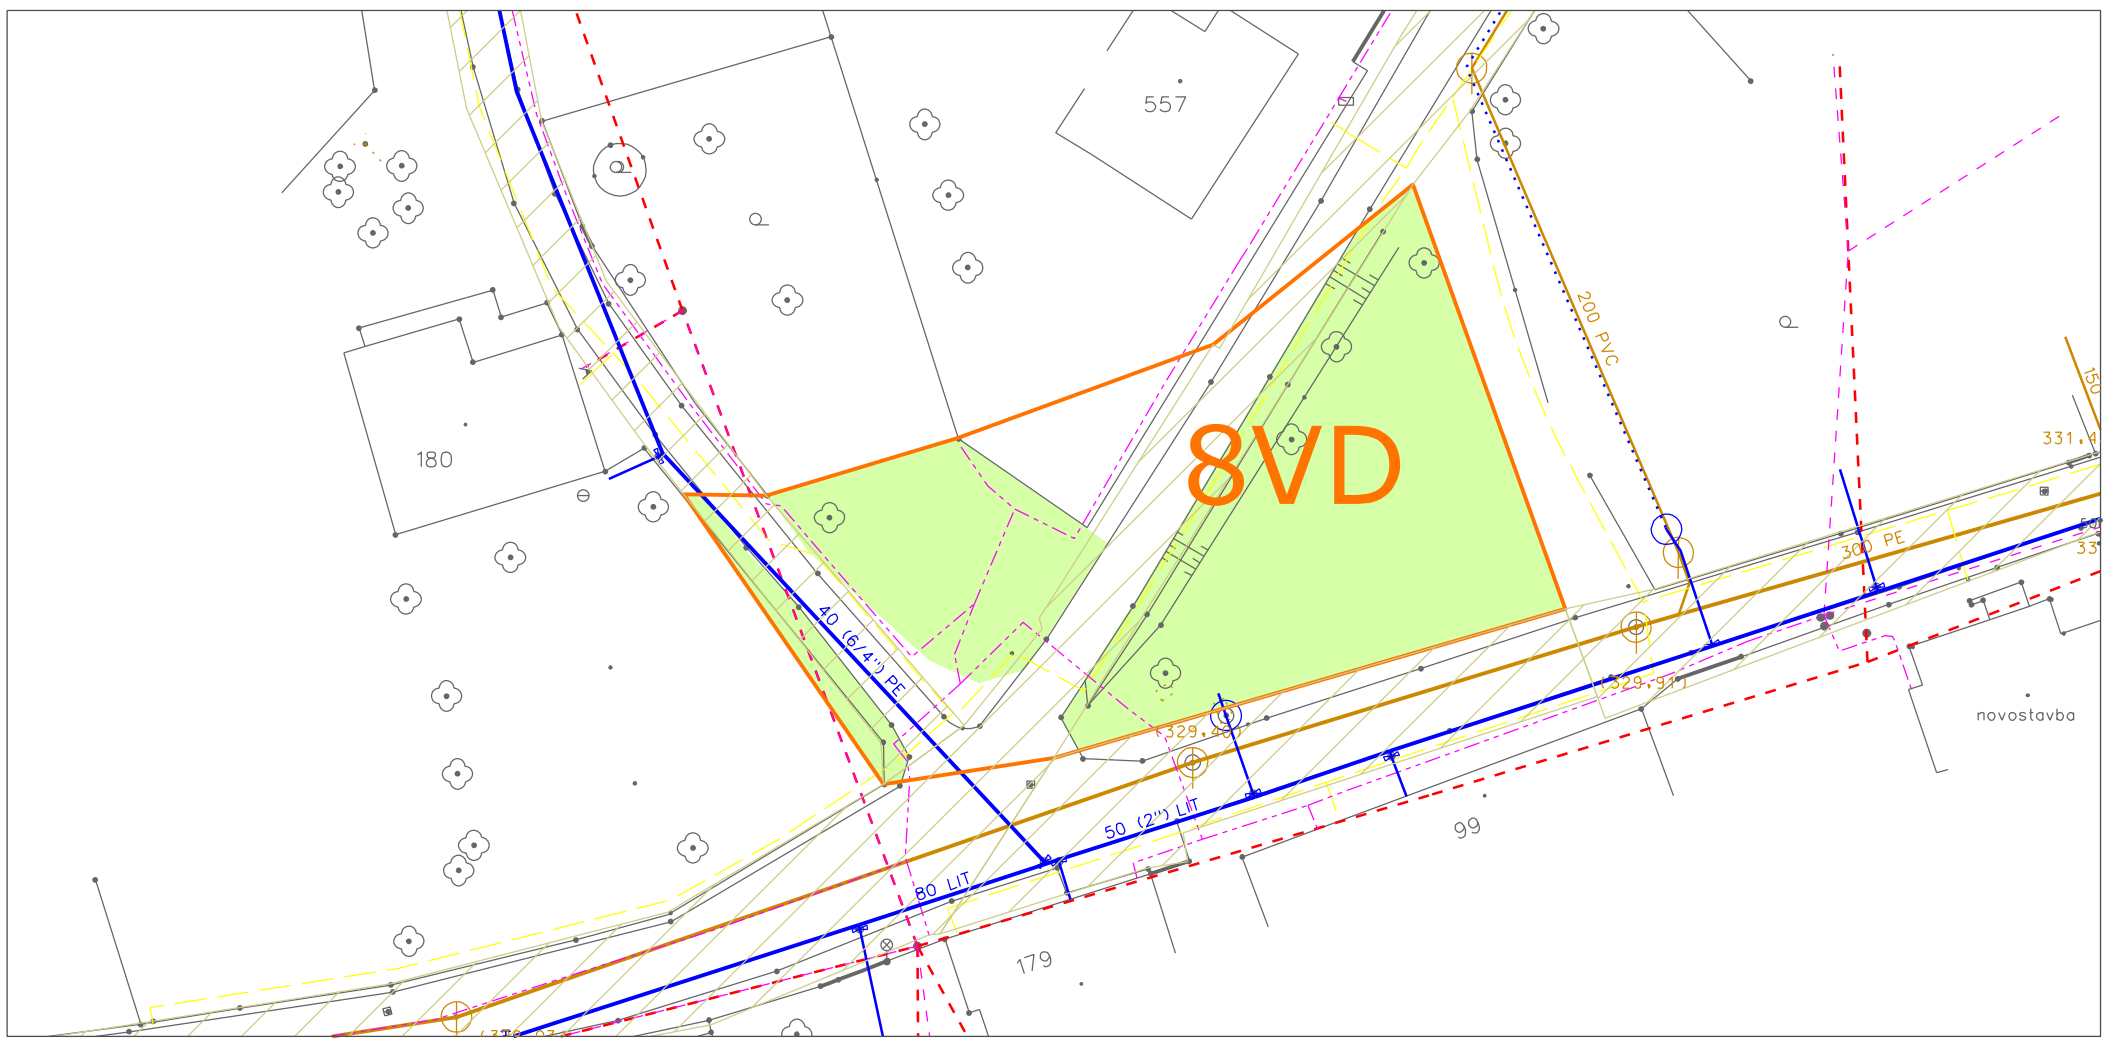 557
200 PVC
150
331,4
180
8VD
300 PE
50
33
40 (6/4") PE
(329,91)
novostavba
329,40)
50 (2") LIT
99
80 LIT
179